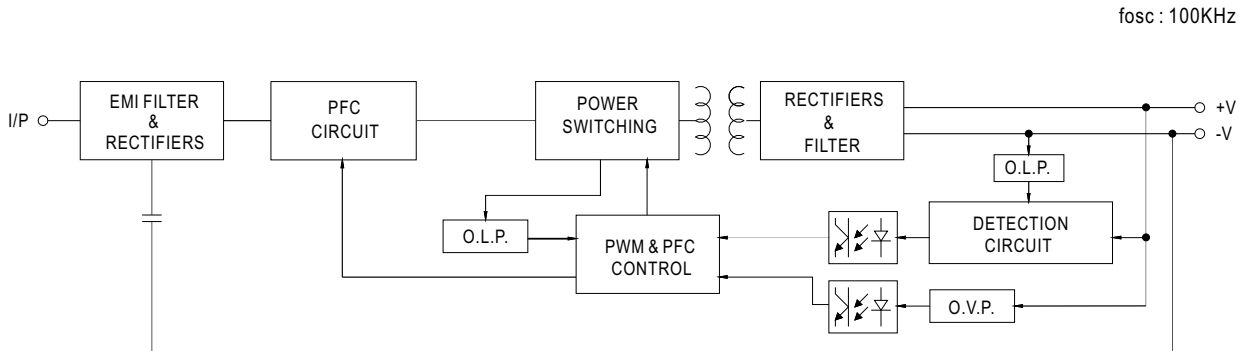 fosc : 100KHz
I/P
EMI FILTER
&
RECTIFIERS
PFC
CIRCUIT
POWER
SWITCHING
RECTIFIERS
&
FILTER
+V
-V
O.L.P.
O.L.P.
PWM & PFC
CONTROL
DETECTION
CIRCUIT
O.V.P.